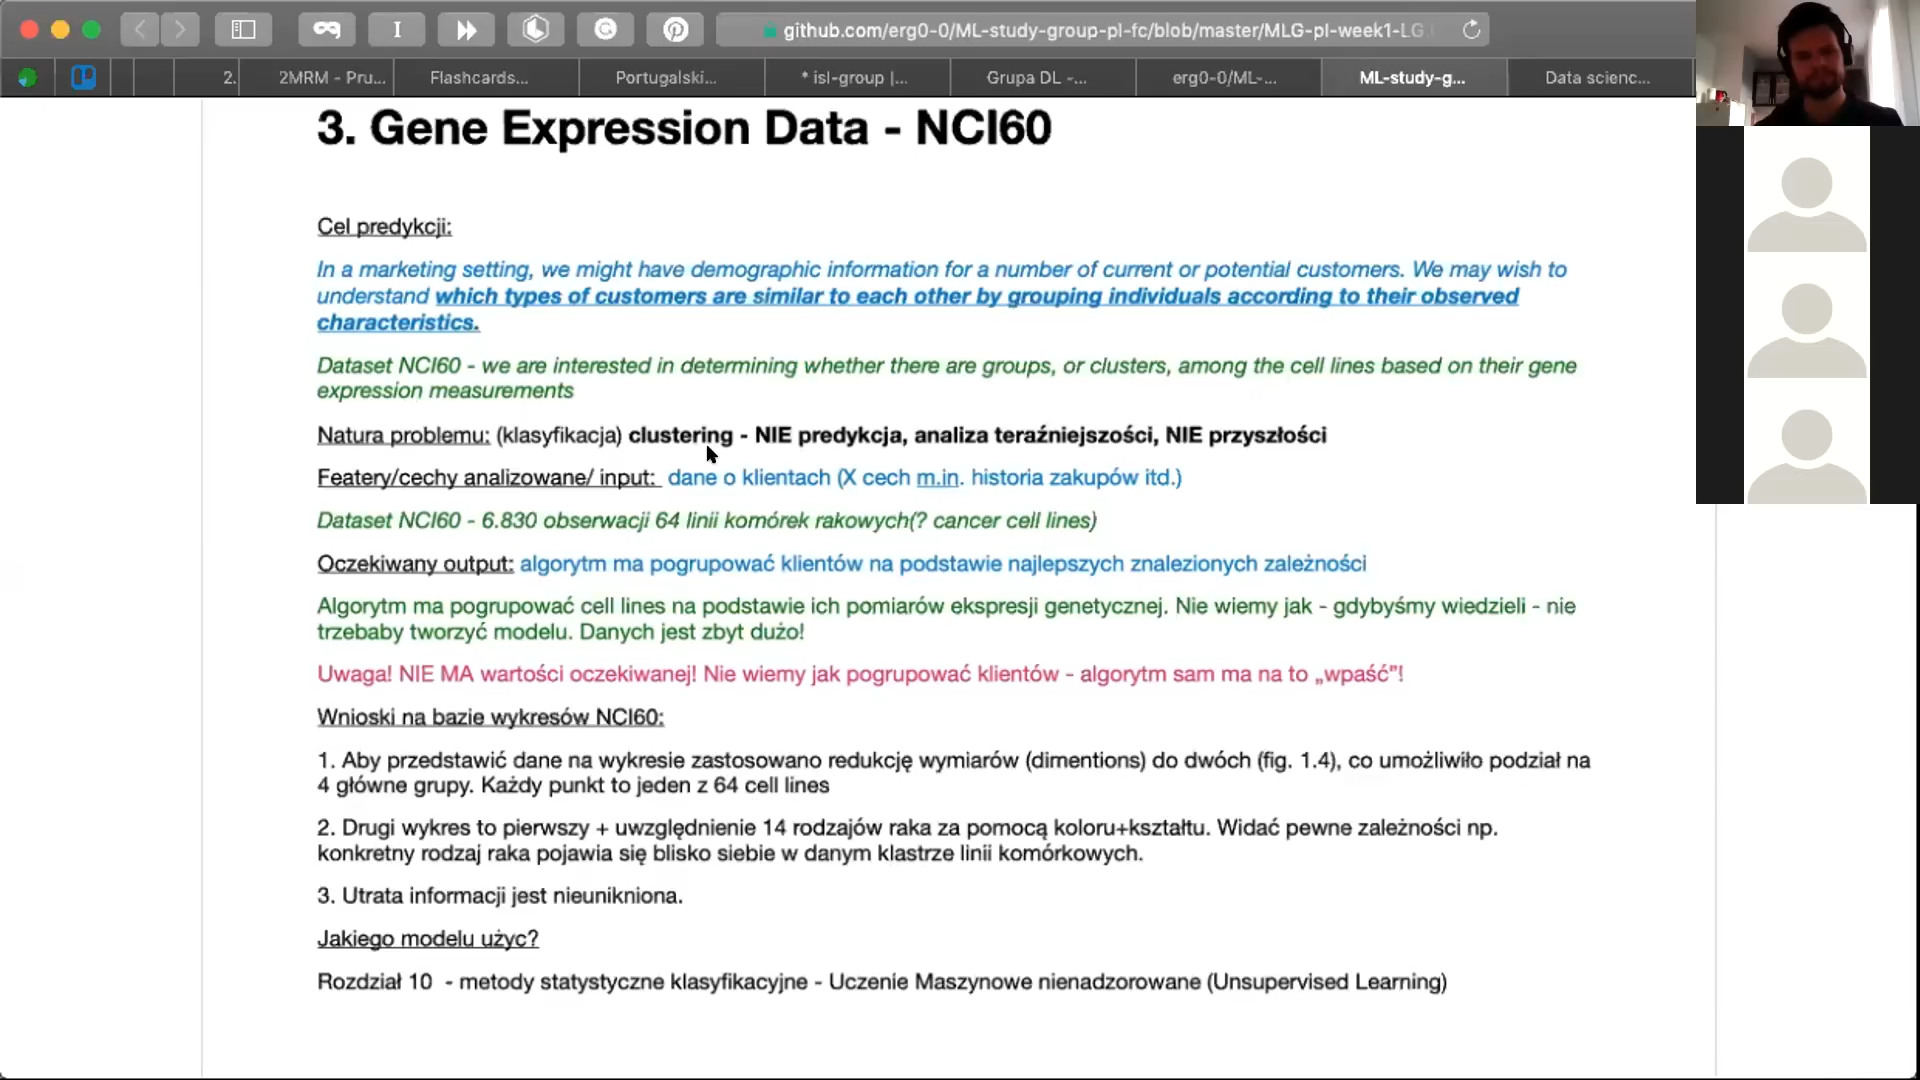 github.com/erg0-0/ML-study-group-pl-fc/blob/master/MLG-pl-week1-LG.
2.
2MRM - Pru...
Flashcards...
Portugalski...
* isl-group |...
Grupa DL -...
erg0-0/ML-...
ML-study-g...
Data scienc...
3. Gene Expression Data - NCI60
Cel predykcji:
In a marketing setting, we might have demographic information for a number of current or potential customers. We may wish to
understand which types of customers are similar to each other by grouping individuals according to their observed
characteristics.
Dataset NCI60 - we are interested in determining whether there are groups, or clusters, among the cell lines based on their gene
expression measurements
Natura problemu: (klasyfikacja) clustering - NIE predykcja, analiza teraźniejszości, NIE przyszłości
Featery/cechy analizowane/ input: dane o klientach (X cech m.in. historia zakupów itd.)
Dataset NCI60 - 6.830 obserwacji 64 linii komórek rakowych(? cancer cell lines)
Oczekiwany output: algorytm ma pogrupować klientów na podstawie najlepszych znalezionych zależności
Algorytm ma pogrupować cell lines na podstawie ich pomiarów ekspresji genetycznej. Nie wiemy jak - gdybyśmy wiedzieli - nie
trzebaby tworzyć modelu. Danych jest zbyt dużo!
Uwaga! NIE MA wartości oczekiwanej! Nie wiemy jak pogrupować klientów - algorytm sam ma na to „wpaść”!
Wnioski na bazie wykresów NCI60:
1. Aby przedstawić dane na wykresie zastosowano redukcję wymiarów (dimentions) do dwóch (fig. 1.4), co umożliwiło podział na
4 główne grupy. Każdy punkt to jeden z 64 cell lines
2. Drugi wykres to pierwszy + uwzględnienie 14 rodzajów raka za pomocą koloru+kształtu. Widać pewne zależności np.
konkretny rodzaj raka pojawia się blisko siebie w danym klastrze linii komórkowych.
3. Utrata informacji jest nieunikniona.
Jakiego modelu użyc?
Rozdział 10 - metody statystyczne klasyfikacyjne - Uczenie Maszynowe nienadzorowane (Unsupervised Learning)